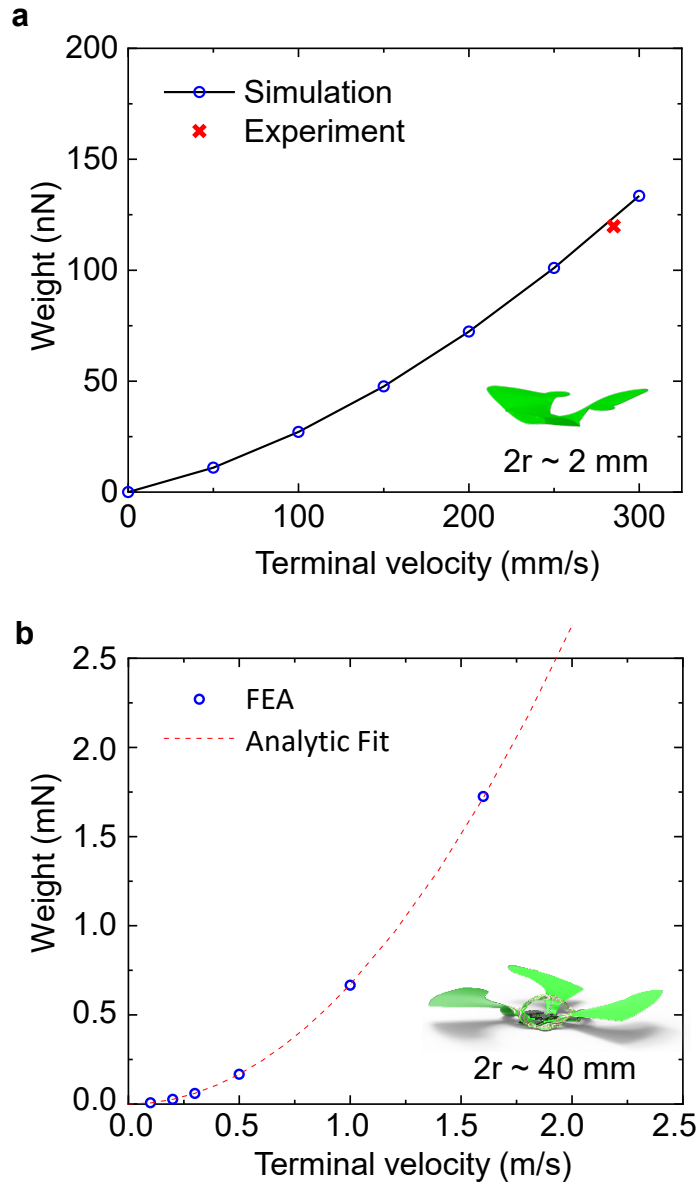 a
200
150
100
50
0
Weight (nN)
Simulation
Experiment
2r ~ 2 mm
0 100 200 300
Terminal velocity (mm/s)
b
2.5
2.0
1.5
1.0
0.5
0.0
Weight (mN)
FEA
Analytic Fit
2r ~ 40 mm
0.0 0.5 1.0 1.5 2.0 2.5
Terminal velocity (m/s)